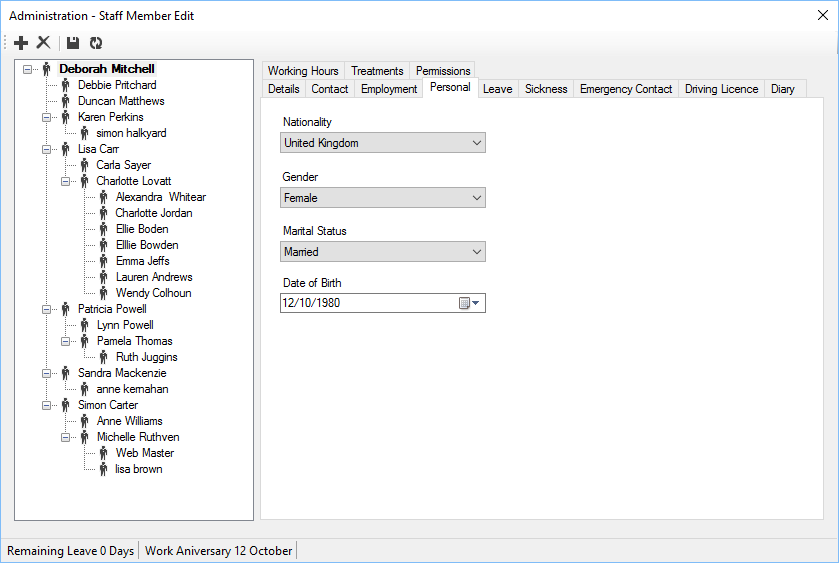 Administration - Staff Member Edit
Deborah Mitchell
Debbie Pritchard
Duncan Matthews
Karen Perkins
simon halkyard
Lisa Carr
Carla Sayer
Charlotte Lovatt
Alexandra  Whitear
Charlotte Jordan
Ellie Boden
Elllie Bowden
Emma Jeffs
Lauren Andrews
Wendy Colhoun
Patricia Powell
Lynn Powell
Pamela Thomas
Ruth Juggins
Sandra Mackenzie
anne kernahan
Simon Carter
Anne Williams
Michelle Ruthven
Web Master
lisa brown
Working Hours Treatments Permissions
Details Contact Employment Personal Leave Sickness Emergency Contact Driving Licence Diary
Nationality
United Kingdom
Gender
Female
Marital Status
Married
Date of Birth
12/10/1980
Remaining Leave 0 Days Work Aniversary 12 October